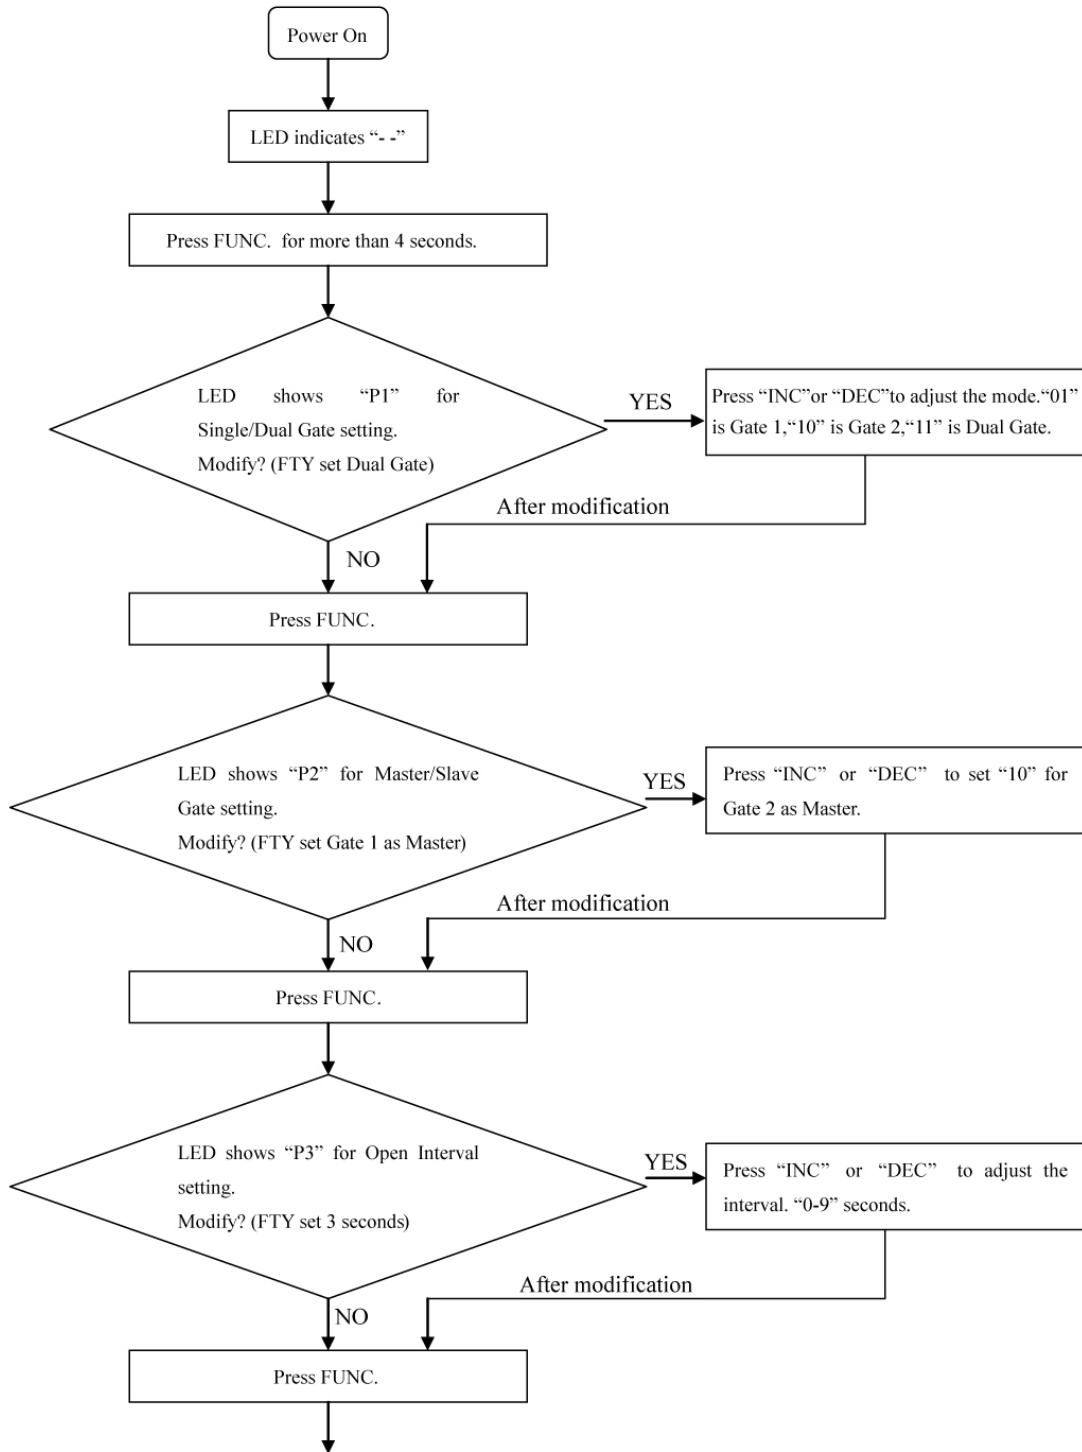 Power On
LED indicates “- -”
Press FUNC. for more than 4 seconds.
LED shows “P1” for
Single/Dual Gate setting.
Modify? (FTY set Dual Gate)
YES
Press “INC”or “DEC”to adjust the mode.“01”
is Gate 1,“10” is Gate 2,“11” is Dual Gate.
After modification
NO
Press FUNC.
LED shows “P2” for Master/Slave
Gate setting.
Modify? (FTY set Gate 1 as Master)
YES
Press “INC” or “DEC” to set “10” for
Gate 2 as Master.
After modification
NO
Press FUNC.
LED shows “P3” for Open Interval
setting.
Modify? (FTY set 3 seconds)
YES
Press “INC” or “DEC” to adjust the
interval. “0-9” seconds.
After modification
NO
Press FUNC.